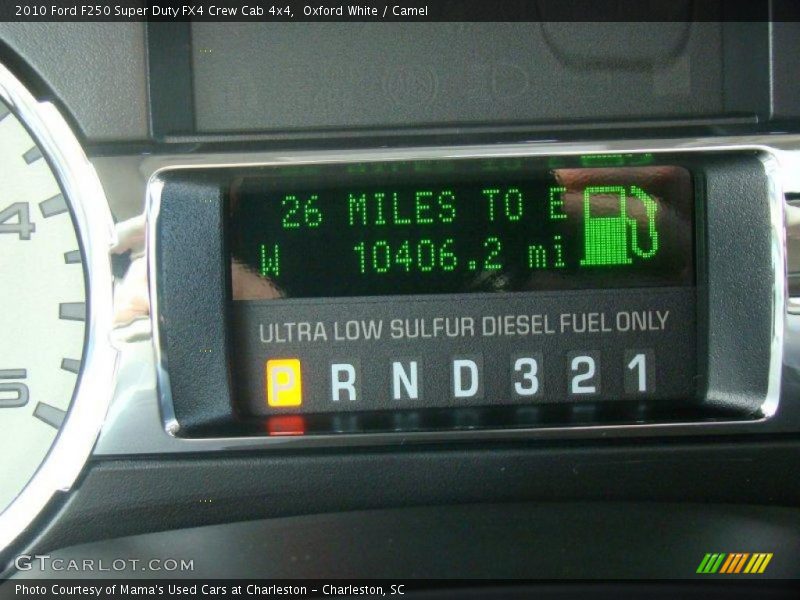 2010 Ford F250 Super Duty FX4 Crew Cab 4x4,  Oxford White / Camel
26 MILES TO E
W 10406.2 mi
ULTRA LOW SULFUR DIESEL FUEL ONLY
P R N D 3 2 1
4
GTCARLOT.COM
Photo Courtesy of Mama's Used Cars at Charleston - Charleston, SC